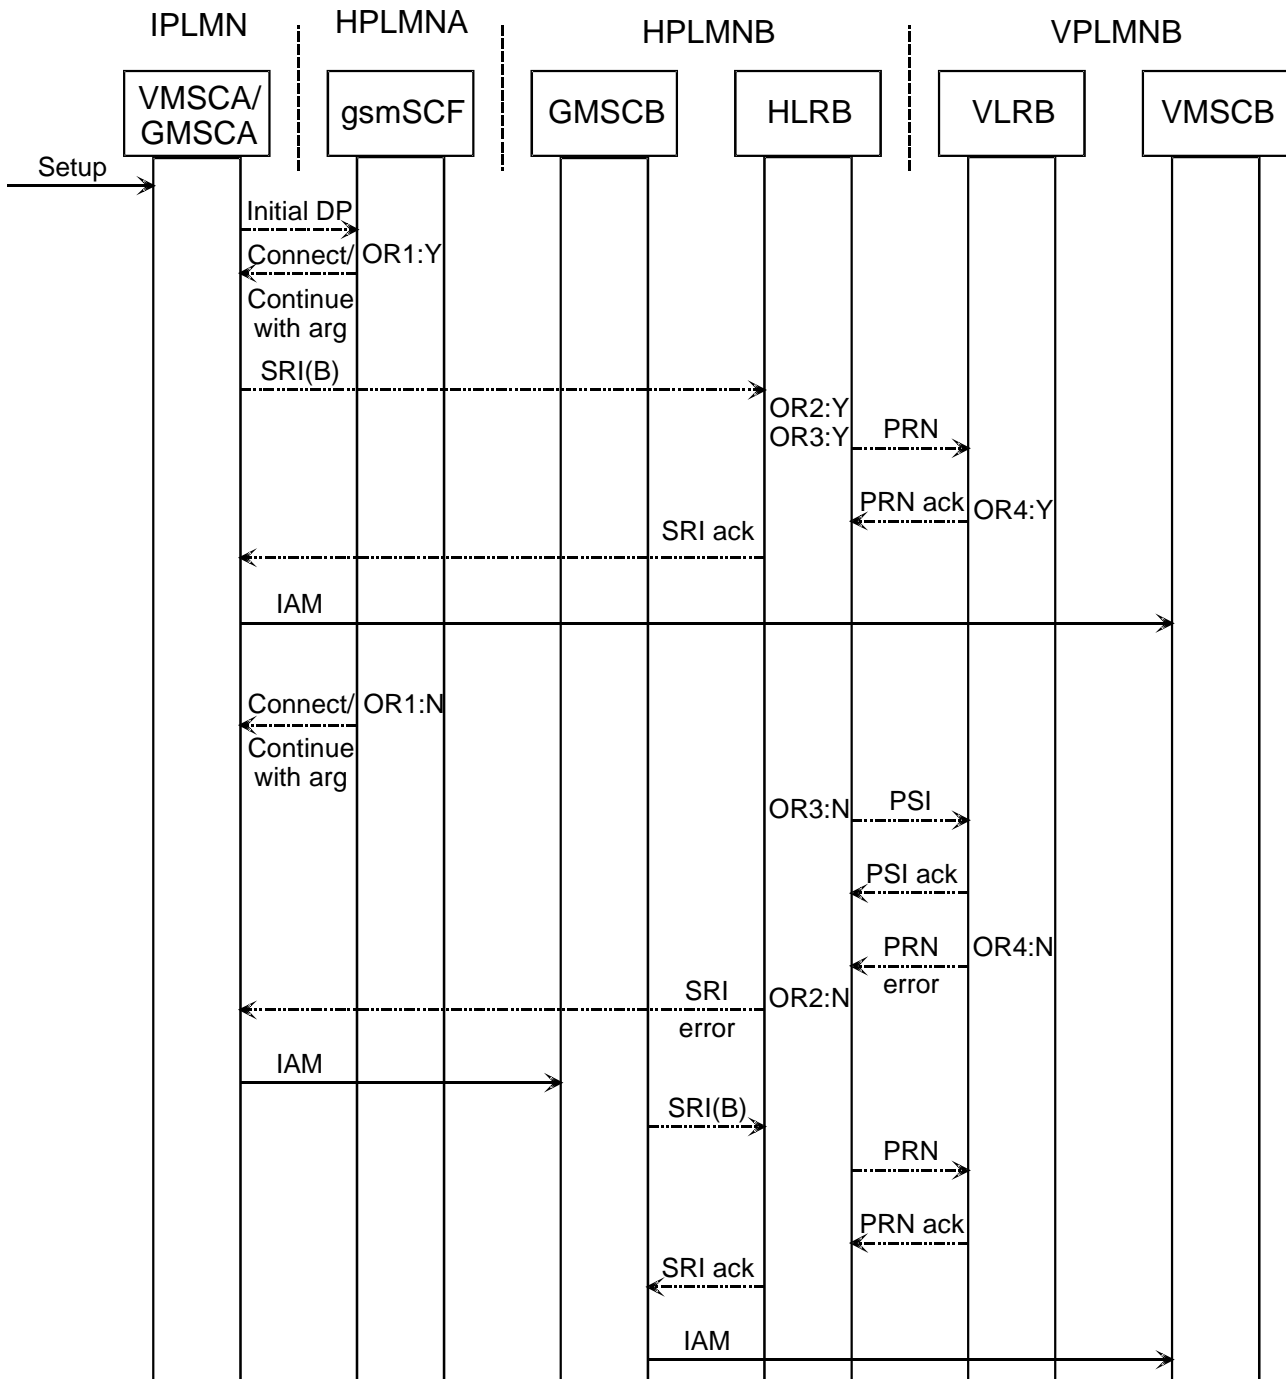 IPLMN HPLMNA HPLMNB VPLMNB
VMSCA/
GMSCA
gsmSCF
GMSCB
HLRB
VLRB
VMSCB
Setup
Initial DP
Connect/ OR1:Y
Continue
with arg
SRI(B)
OR2:Y
OR3:Y PRN
PRN ack OR4:Y
SRI ack
IAM
Connect/ OR1:N
Continue
with arg
OR3:N PSI
PSI ack
PRN OR4:N
error
SRI OR2:N
error
IAM
SRI(B)
PRN
PRN ack
SRI ack
IAM